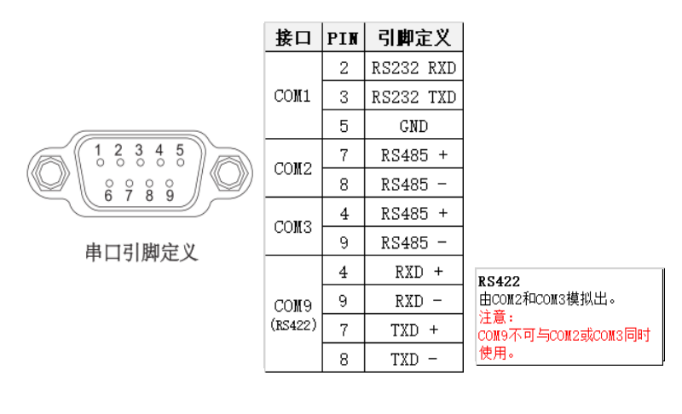 接口 PIN 引脚定义
COM1
2 RS232 RXD
3 RS232 TXD
5 GND
COM2
7 RS485 +
8 RS485 -
COM3
4 RS485 +
9 RS485 -
COM9
(RS422)
4 RXD +
9 RXD -
7 TXD +
8 TXD -
1 2 3 4 5
6 7 8 9
串口引脚定义
RS422
由COM2和COM3模拟出。
注意：
COM9不可与COM2或COM3同时
使用。